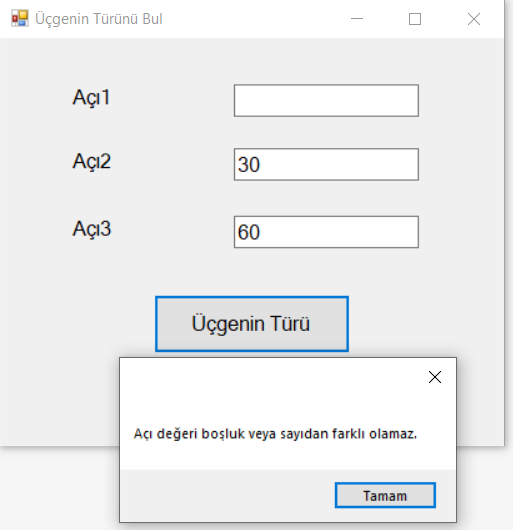 Üçgenin Türünü Bul
Açı1
Açı2 30
Açı3 60
Üçgenin Türü
Açı değeri boşluk veya sayıdan farklı olamaz.
Tamam